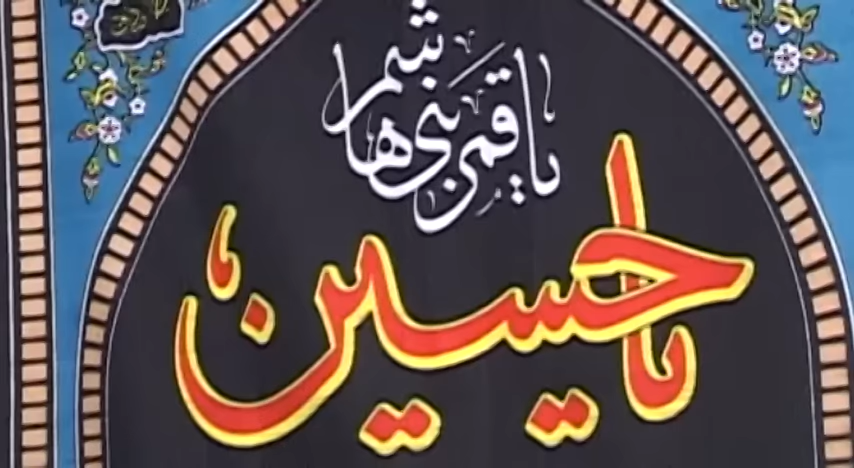 یا قمر بنی هاشم
یا حسین